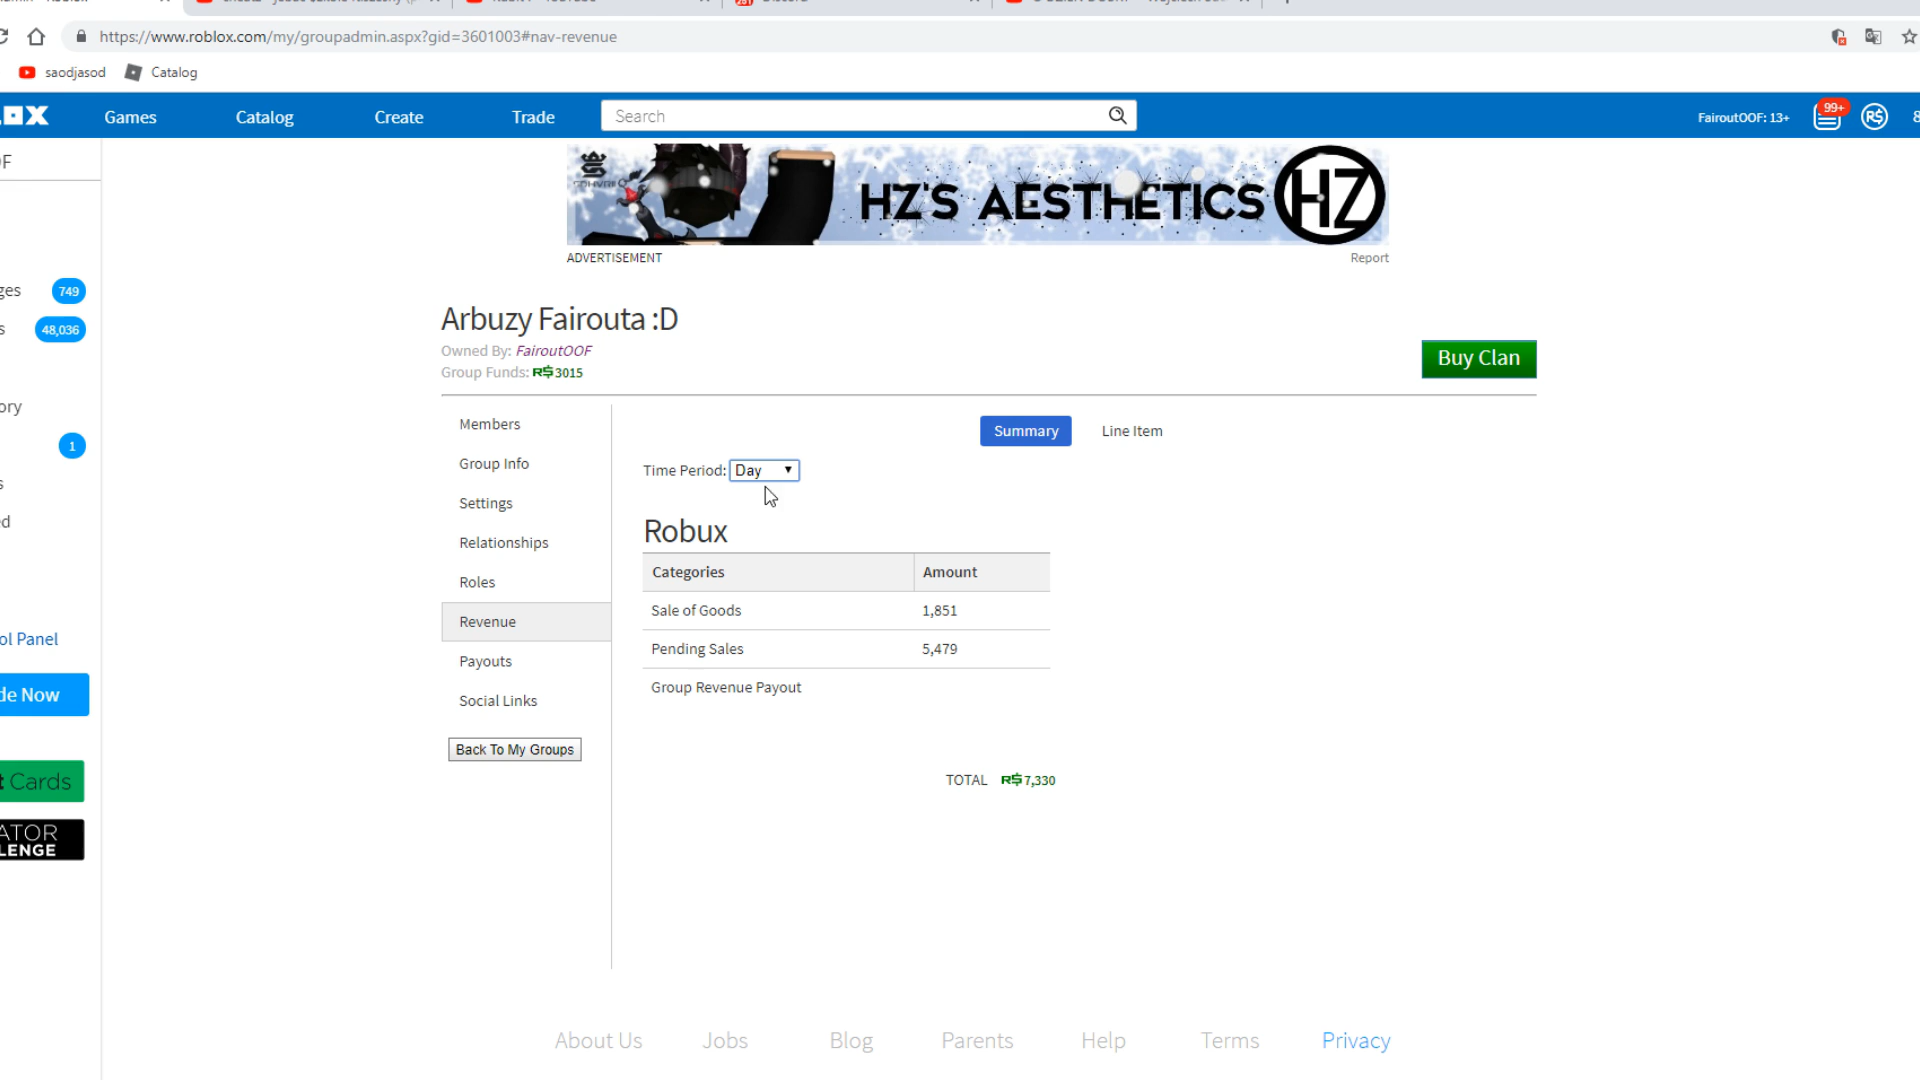 https://www.roblox.com/my/groupadmin.aspx?gid=3601003#nav-revenue
saodjasod Catalog
Games Catalog Create Trade Search FairoutOOF: 13+ 99+ R$
HZ'S AESTHETICS HZ
ADVERTISEMENT Report
749
48,036
1
Arbuzy Fairouta :D
Owned By: FairoutOOF
Group Funds: R$ 3015
Buy Clan
Members
Group Info
Settings
Relationships
Roles
Revenue
Payouts
Social Links
Back To My Groups
Summary Line Item
Time Period: Day
Robux
Categories Amount
Sale of Goods 1,851
Pending Sales 5,479
Group Revenue Payout
TOTAL R$ 7,330
Panel
Now
Cards
About Us Jobs Blog Parents Help Terms Privacy